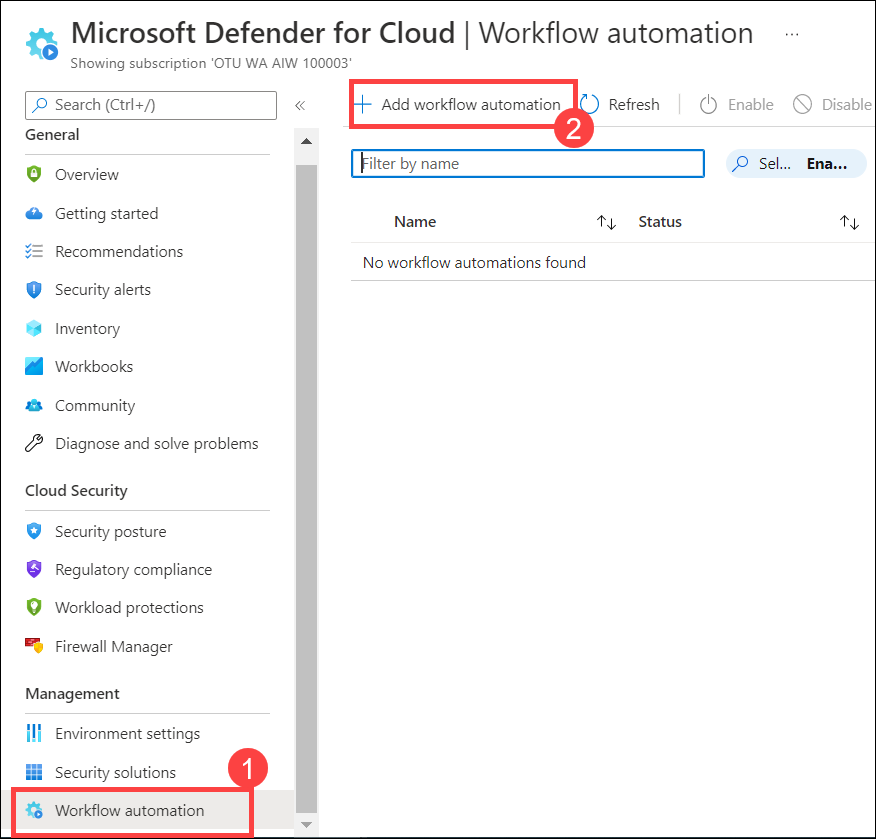 Microsoft Defender for Cloud | Workflow automation ...
Showing subscription 'OTU WA AIW 100003'
Search (Ctrl+/)
«
General
Overview
Getting started
Recommendations
Security alerts
Inventory
Workbooks
Community
Diagnose and solve problems
Cloud Security
Security posture
Regulatory compliance
Workload protections
Firewall Manager
Management
Environment settings
Security solutions
1
Workflow automation
+ Add workflow automation
2
Refresh
Enable
Disable
Filter by name
Sel... Ena...
Name ↑↓ Status ↑↓
No workflow automations found